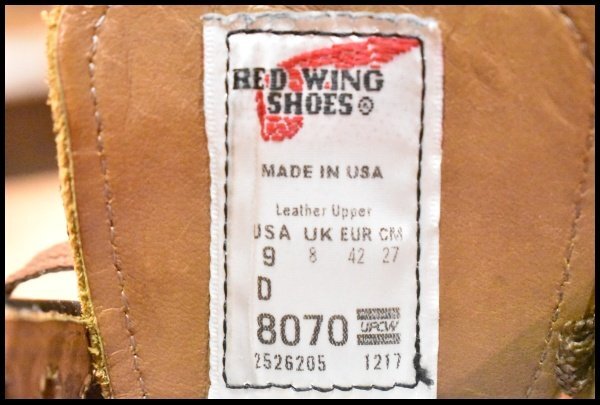 RED WING
SHOES®
MADE IN USA
Leather Upper
USA UK EUR CM
9 8 42 27
D
8070 UFCW
2526205 1217